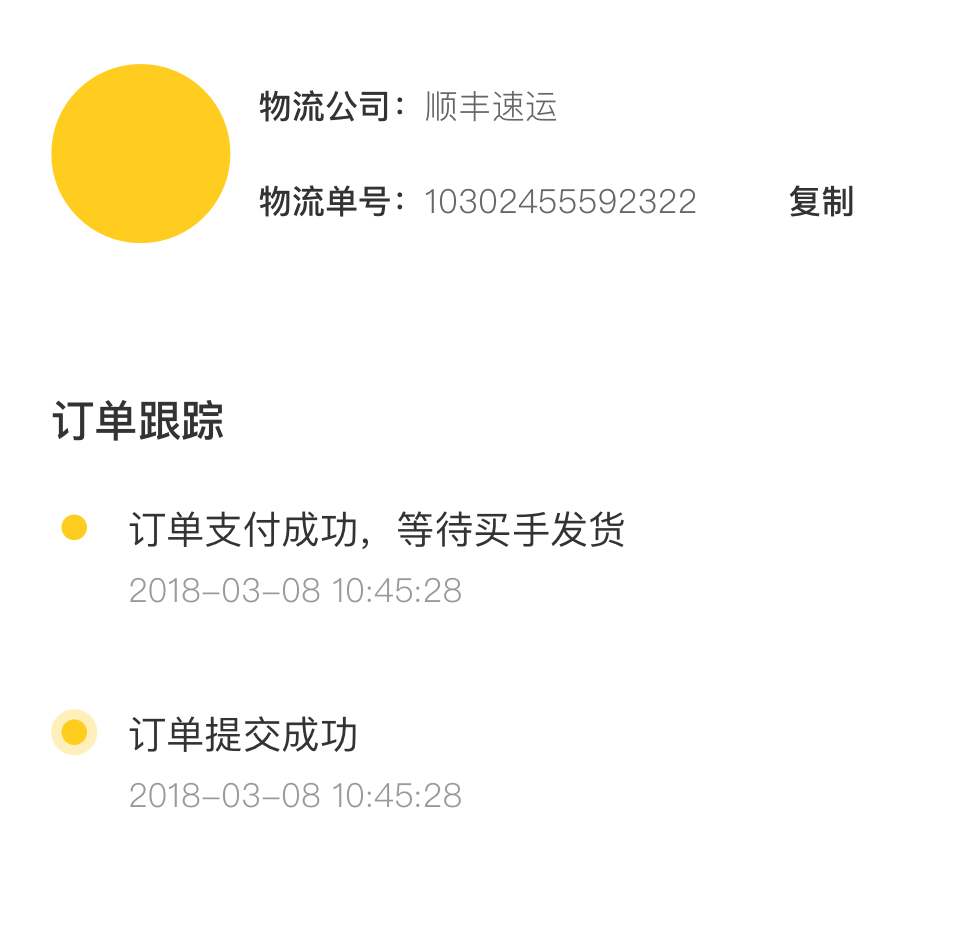 物流公司：顺丰速运
物流单号：10302455592322 复制
订单跟踪
订单支付成功，等待买手发货
2018-03-08 10:45:28
订单提交成功
2018-03-08 10:45:28